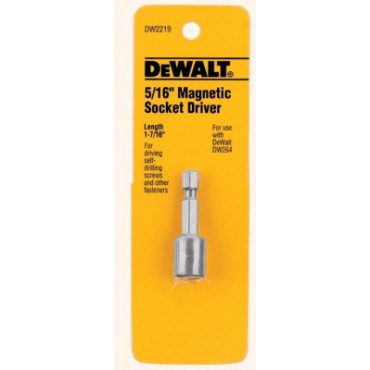 DW2219
DEWALT®
5/16" Magnetic
Socket Driver
Length
1-7/16"
For
driving
self-
drilling
screws
and other
fasteners
For use
with
DeWalt
DW264